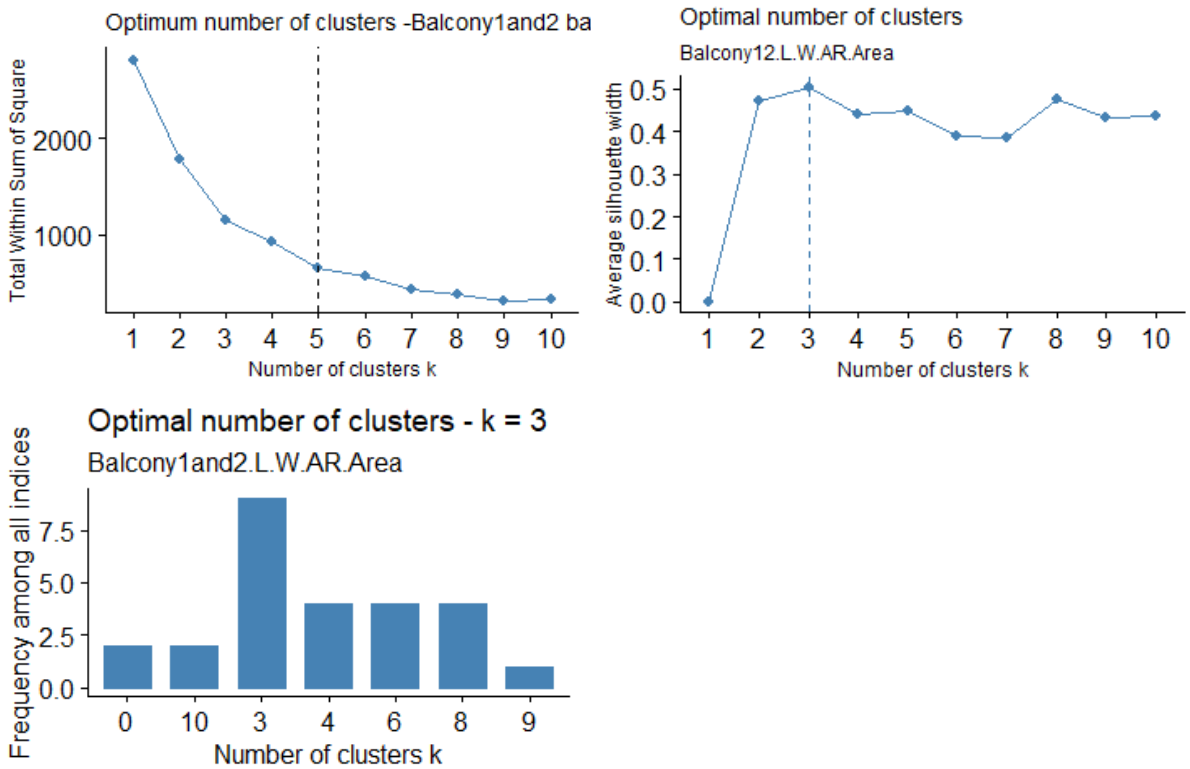 Optimum number of clusters -Balcony1and2 ba
Total Within Sum of Square
2000
1000
1 2 3 4 5 6 7 8 9 10
Number of clusters k
Optimal number of clusters
Balcony12.L.W.AR.Area
Average silhouette width
0.5
0.4
0.3
0.2
0.1
0.0
1 2 3 4 5 6 7 8 9 10
Number of clusters k
Optimal number of clusters - k = 3
Balcony1and2.L.W.AR.Area
Frequency among all indices
7.5
5.0
2.5
0.0
0 10 3 4 6 8 9
Number of clusters k